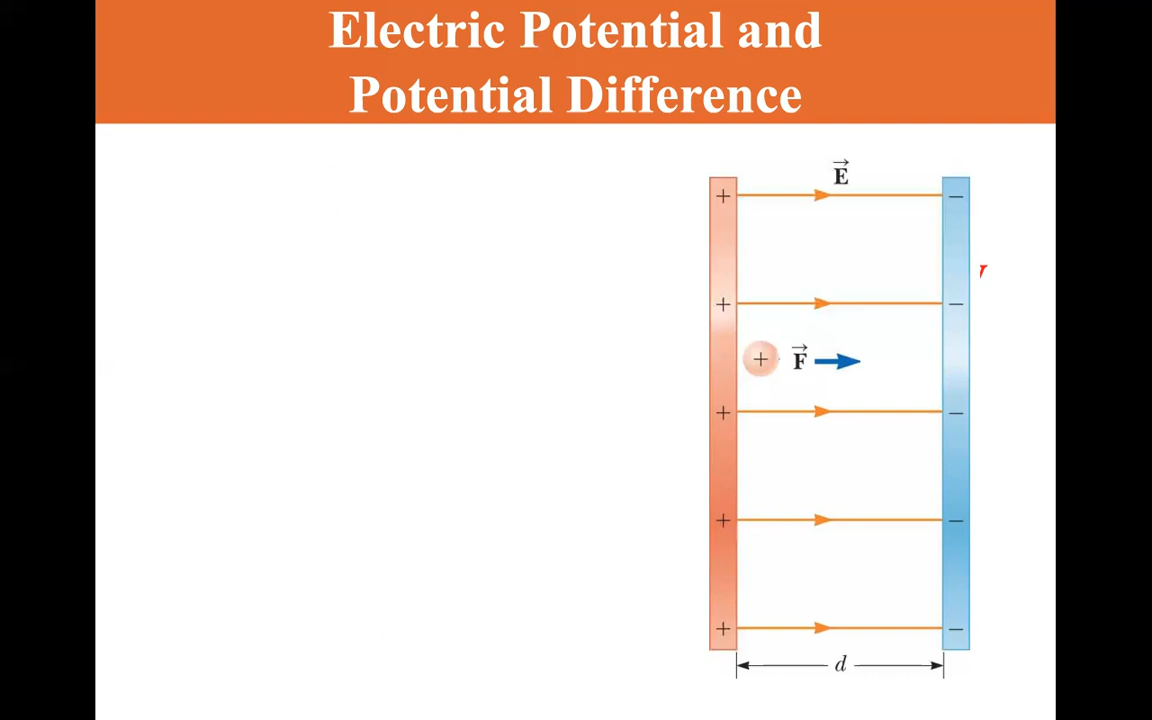 Electric Potential and
Potential Difference
E
+ −
+ −
+ F
+ −
+ −
+ −
d